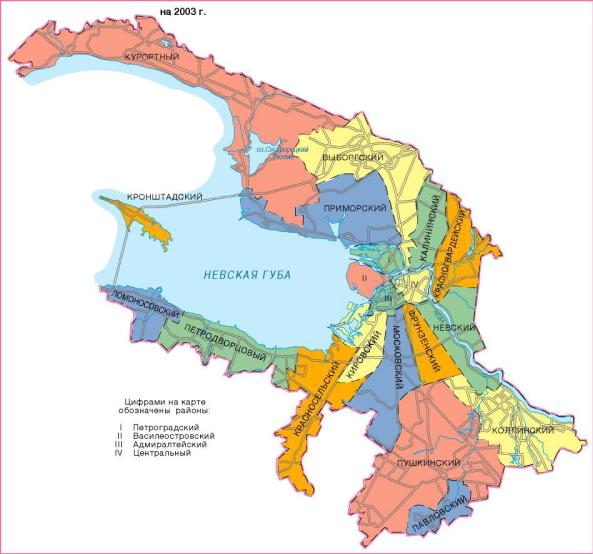 на 2003 г.
КУРОРТНЫЙ
оз. Сестрорецкий
Разлив
ВЫБОРГСКИЙ
КРОНШТАДСКИЙ
ПРИМОРСКИЙ
КАЛИНИНСКИЙ
КРАСНОГВАРДЕЙСКИЙ
НЕВСКАЯ ГУБА
I
II
III
IV
ЛОМОНОСОВСКИЙ
ПЕТРОДВОРЦОВЫЙ
КРАСНОСЕЛЬСКИЙ
КИРОВСКИЙ
МОСКОВСКИЙ
ФРУНЗЕНСКИЙ
НЕВСКИЙ
КОЛПИНСКИЙ
ПУШКИНСКИЙ
ПАВЛОВСКИЙ
Цифрами на карте
обозначены районы:
I Петроградский
II Василеостровский
III Адмиралтейский
IV Центральный